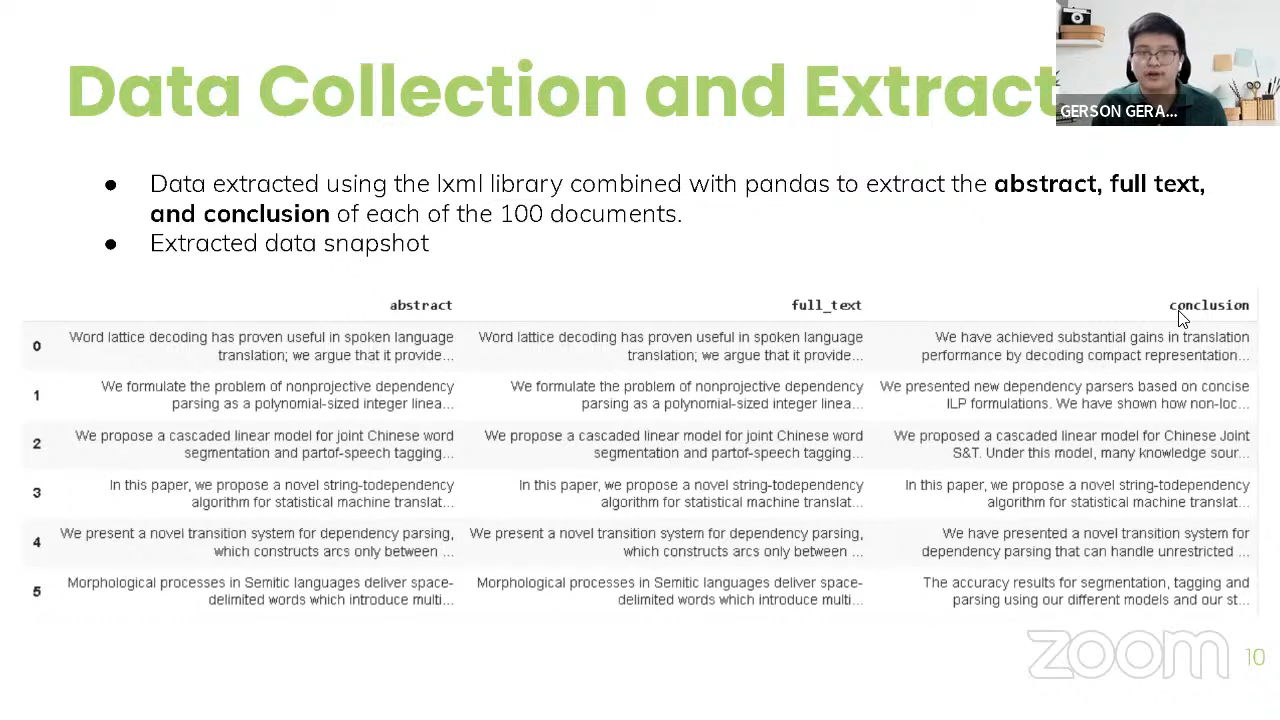 Data Collection and Extract
GERSON GERA...
● Data extracted using the lxml library combined with pandas to extract the abstract, full text,
and conclusion of each of the 100 documents.
● Extracted data snapshot
abstract full_text conclusion
0 Word lattice decoding has proven useful in spoken language Word lattice decoding has proven useful in spoken language We have achieved substantial gains in translation
translation; we argue that it provide... translation; we argue that it provide... performance by decoding compact representation...
1 We formulate the problem of nonprojective dependency We formulate the problem of nonprojective dependency We presented new dependency parsers based on concise
parsing as a polynomial-sized integer linea... parsing as a polynomial-sized integer linea... ILP formulations. We have shown how non-loc...
2 We propose a cascaded linear model for joint Chinese word We propose a cascaded linear model for joint Chinese word We proposed a cascaded linear model for Chinese Joint
segmentation and partof-speech tagging... segmentation and partof-speech tagging... S&T. Under this model, many knowledge sour...
3 In this paper, we propose a novel string-todependency In this paper, we propose a novel string-todependency In this paper, we propose a novel string-todependency
algorithm for statistical machine translat... algorithm for statistical machine translat... algorithm for statistical machine translat...
4 We present a novel transition system for dependency parsing, We present a novel transition system for dependency parsing, We have presented a novel transition system for
which constructs arcs only between ... which constructs arcs only between ... dependency parsing that can handle unrestricted ...
5 Morphological processes in Semitic languages deliver space- Morphological processes in Semitic languages deliver space- The accuracy results for segmentation, tagging and
delimited words which introduce multi... delimited words which introduce multi... parsing using our different models and our st...
zoom
10